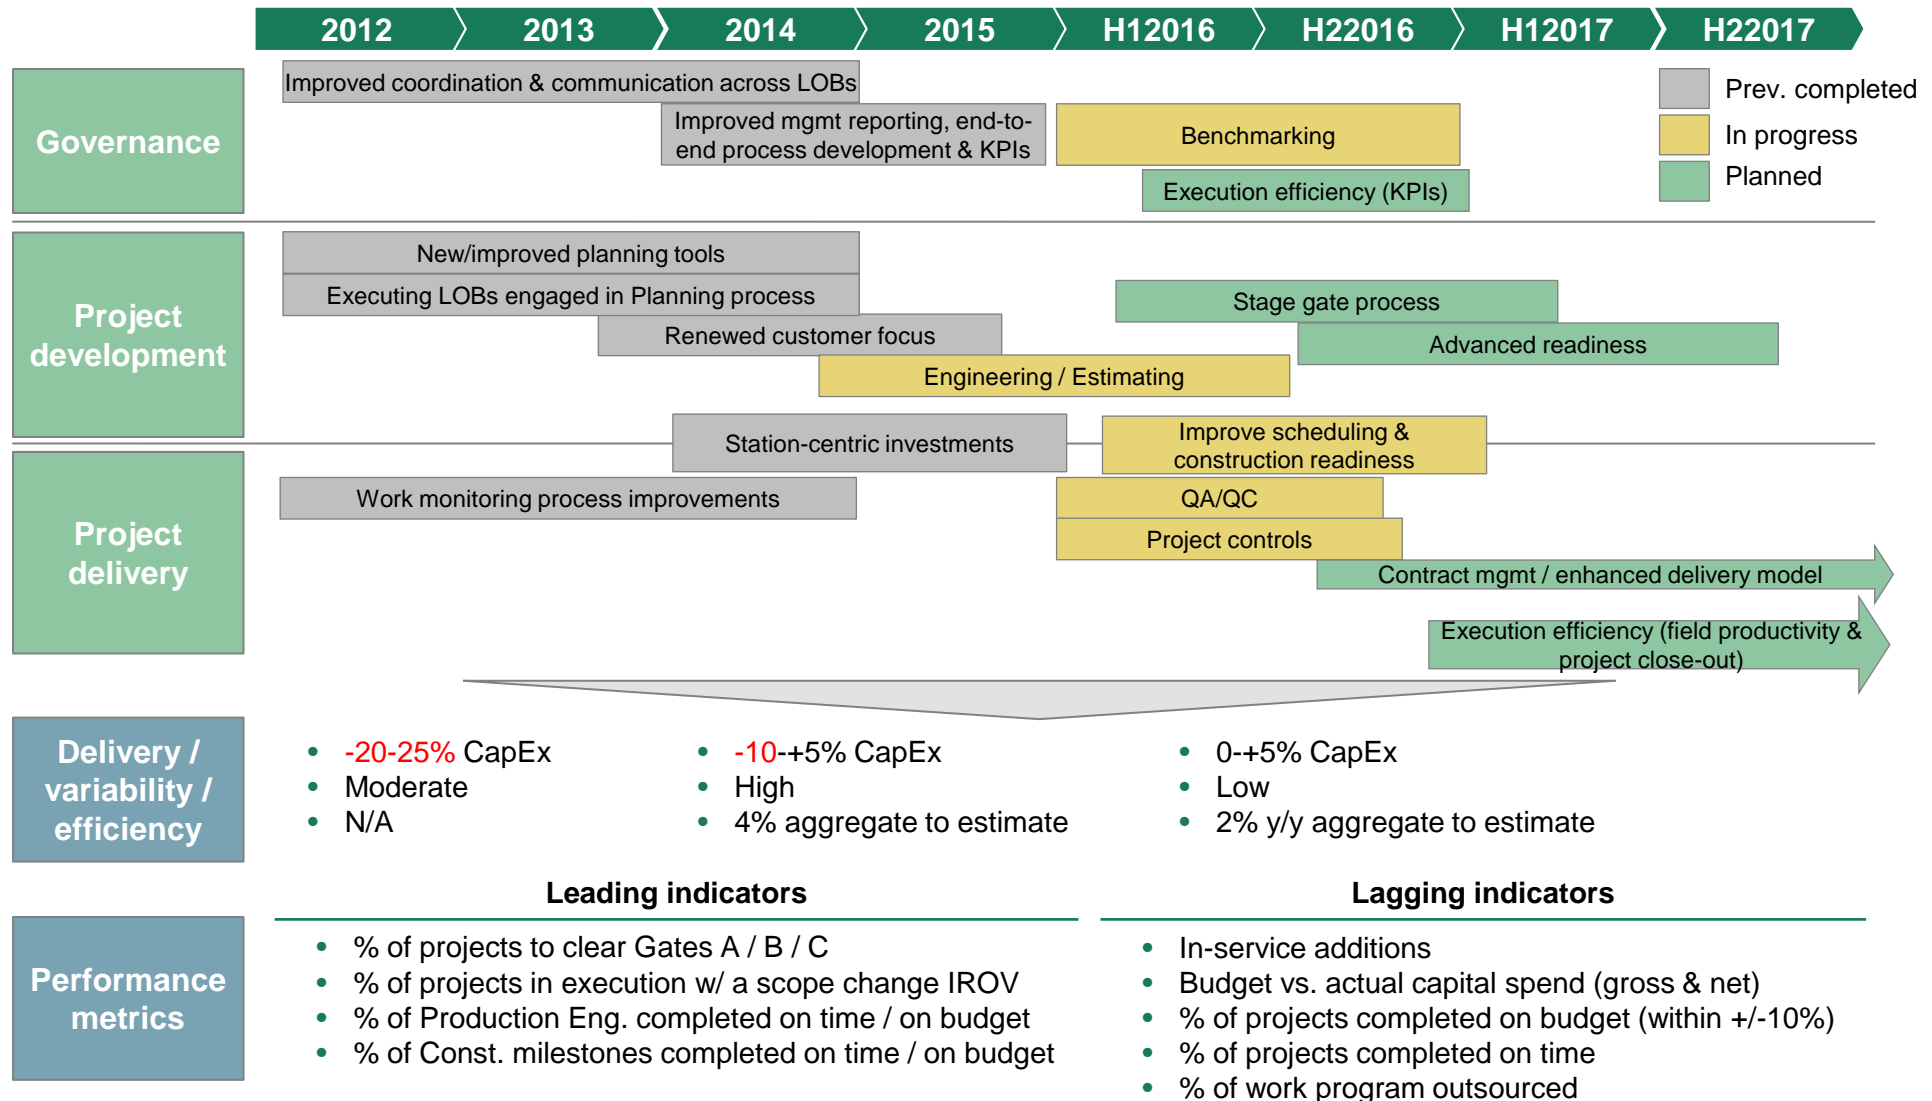 2012
2013
2014
2015
H12016
H22016
H12017
H22017
Governance
Improved coordination & communication across LOBs
Improved mgmt reporting, end-to-
end process development & KPIs
Benchmarking
Execution efficiency (KPIs)
Prev. completed
In progress
Planned
Project
development
New/improved planning tools
Executing LOBs engaged in Planning process
Renewed customer focus
Engineering / Estimating
Stage gate process
Advanced readiness
Station-centric investments
Improve scheduling &
construction readiness
Project
delivery
Work monitoring process improvements
QA/QC
Project controls
Contract mgmt / enhanced delivery model
Execution efficiency (field productivity &
project close-out)
Delivery /
variability /
efficiency
• -20-25% CapEx
• Moderate
• N/A
• -10-+5% CapEx
• High
• 4% aggregate to estimate
• 0-+5% CapEx
• Low
• 2% y/y aggregate to estimate
Performance
metrics
Leading indicators
• % of projects to clear Gates A / B / C
• % of projects in execution w/ a scope change IROV
• % of Production Eng. completed on time / on budget
• % of Const. milestones completed on time / on budget
Lagging indicators
• In-service additions
• Budget vs. actual capital spend (gross & net)
• % of projects completed on budget (within +/-10%)
• % of projects completed on time
• % of work program outsourced